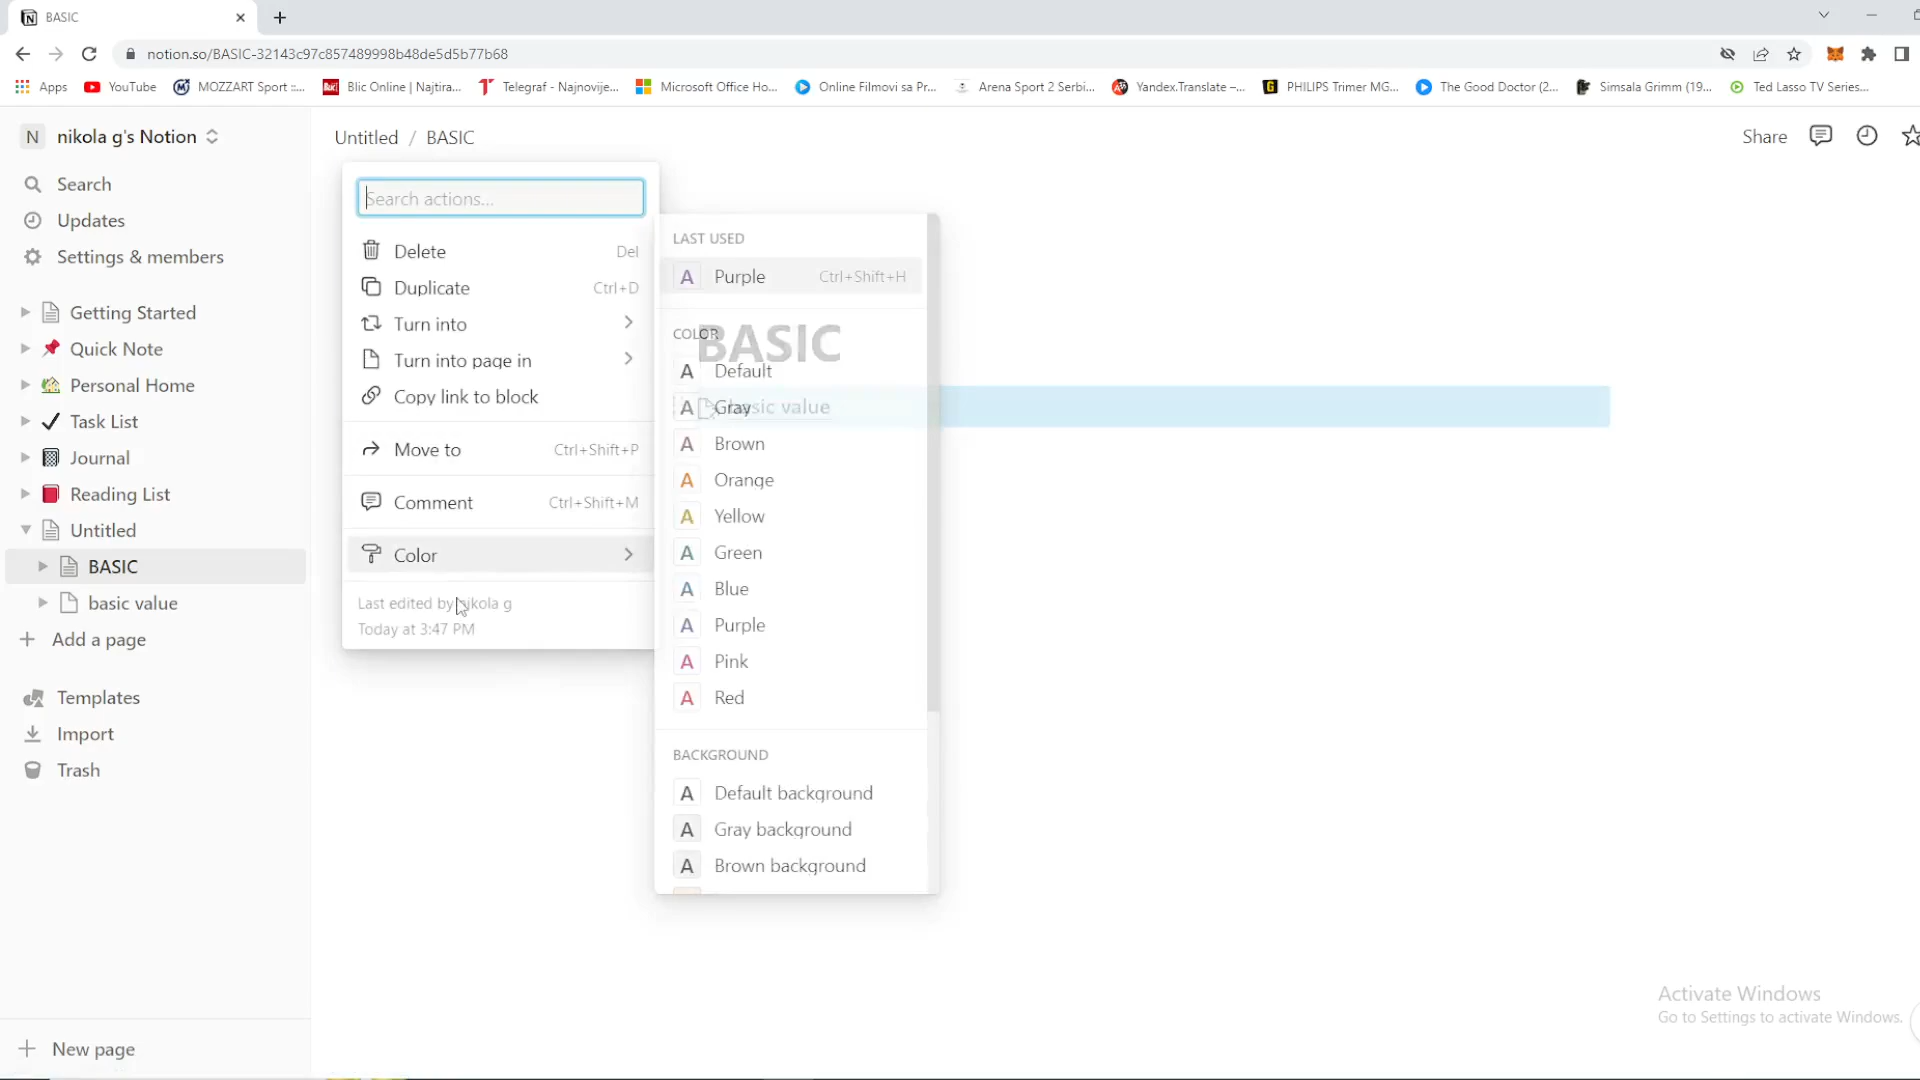 BASIC
notion.so/BASIC-32143c97c857489998b48de5d5b77b68
Apps
YouTube
MOZZART Sport ::...
Blic Online | Najtira...
Telegraf - Najnovije...
Microsoft Office Ho...
Online Filmovi sa Pr...
Arena Sport 2 Serbi...
Yandex.Translate –...
PHILIPS Trimer MG...
The Good Doctor (2...
Simsala Grimm (19...
Ted Lasso TV Series...
N nikola g's Notion
Search
Updates
Settings & members
Getting Started
Quick Note
Personal Home
Task List
Journal
Reading List
Untitled
BASIC
basic value
Add a page
Templates
Import
Trash
New page
Untitled / BASIC
Share
Search actions...
Delete Del
Duplicate Ctrl+D
Turn into
Turn into page in
Copy link to block
Move to Ctrl+Shift+P
Comment Ctrl+Shift+M
Color
Last edited by nikola g
Today at 3:47 PM
LAST USED
A Purple Ctrl+Shift+H
COLOR
BASIC
A Default
A Gray
basic value
A Brown
A Orange
A Yellow
A Green
A Blue
A Purple
A Pink
A Red
BACKGROUND
A Default background
A Gray background
A Brown background
Activate Windows
Go to Settings to activate Windows.